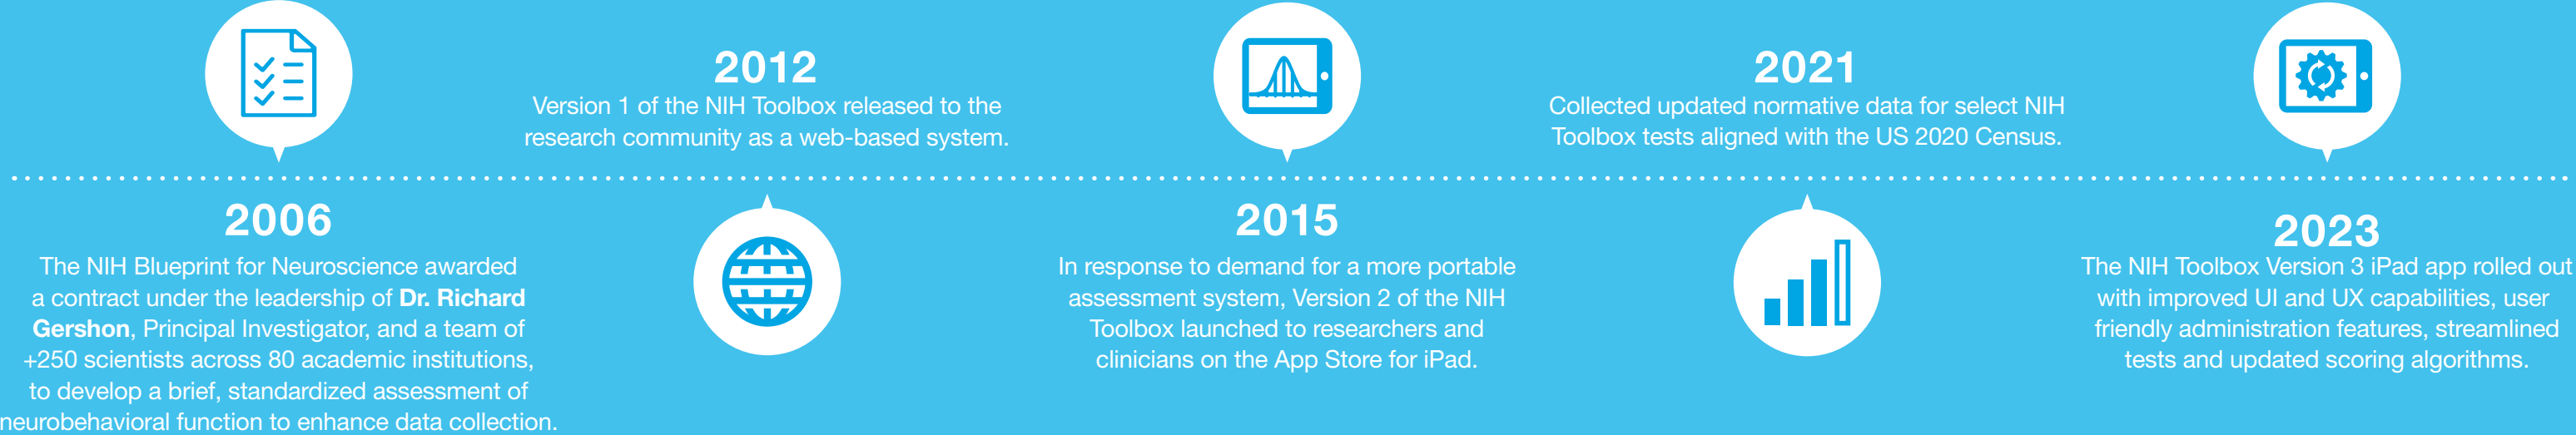 2006
The NIH Blueprint for Neuroscience awarded
a contract under the leadership of Dr. Richard
Gershon, Principal Investigator, and a team of
+250 scientists across 80 academic institutions,
to develop a brief, standardized assessment of
neurobehavioral function to enhance data collection.
2012
Version 1 of the NIH Toolbox released to the
research community as a web-based system.
2015
In response to demand for a more portable
assessment system, Version 2 of the NIH
Toolbox launched to researchers and
clinicians on the App Store for iPad.
2021
Collected updated normative data for select NIH
Toolbox tests aligned with the US 2020 Census.
2023
The NIH Toolbox Version 3 iPad app rolled out
with improved UI and UX capabilities, user
friendly administration features, streamlined
tests and updated scoring algorithms.